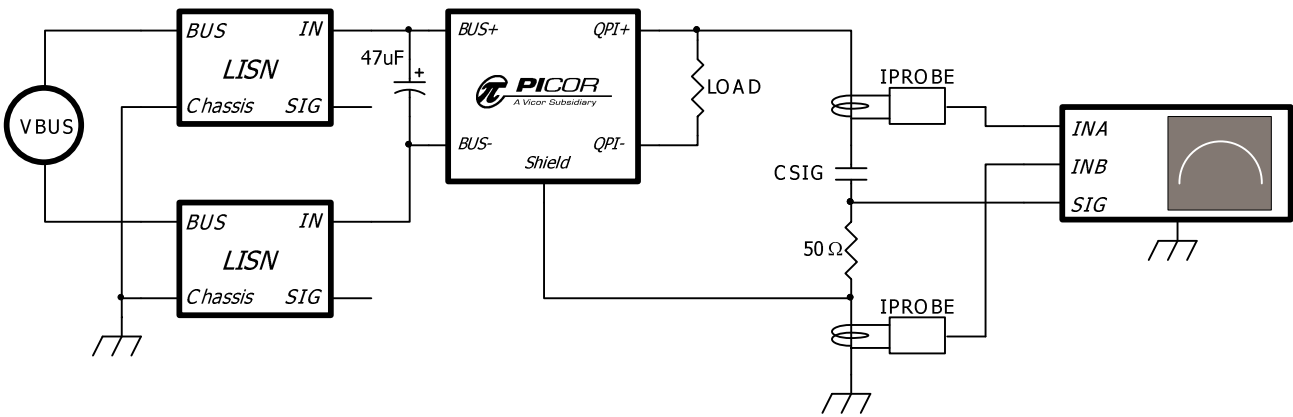 VBUS
BUS
IN
LISN
Chassis
SIG
BUS
IN
LISN
Chassis
SIG
47uF
+
BUS+
QPI+
PICOR
A Vicor Subsidiary
BUS-
QPI-
Shield
LOAD
IPROBE
CSIG
50 Ω
IPROBE
INA
INB
SIG